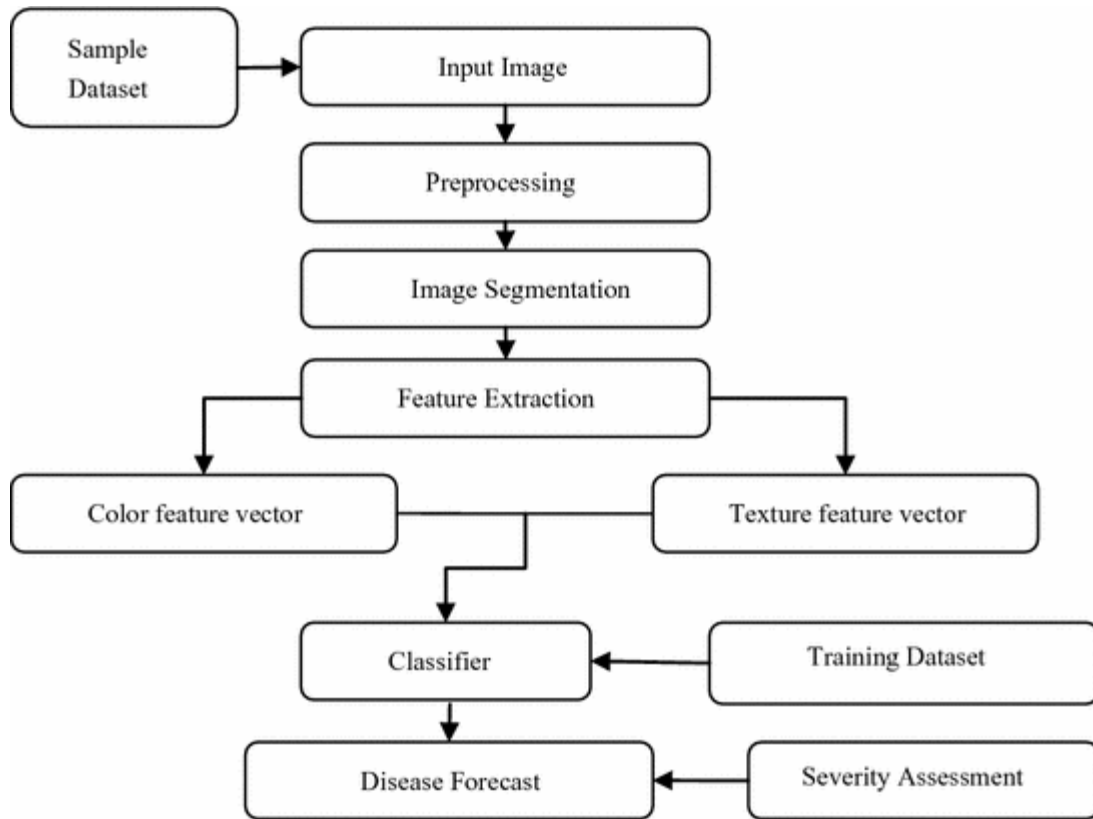 Sample
Dataset
Input Image
Preprocessing
Image Segmentation
Feature Extraction
Color feature vector
Texture feature vector
Classifier
Training Dataset
Disease Forecast
Severity Assessment